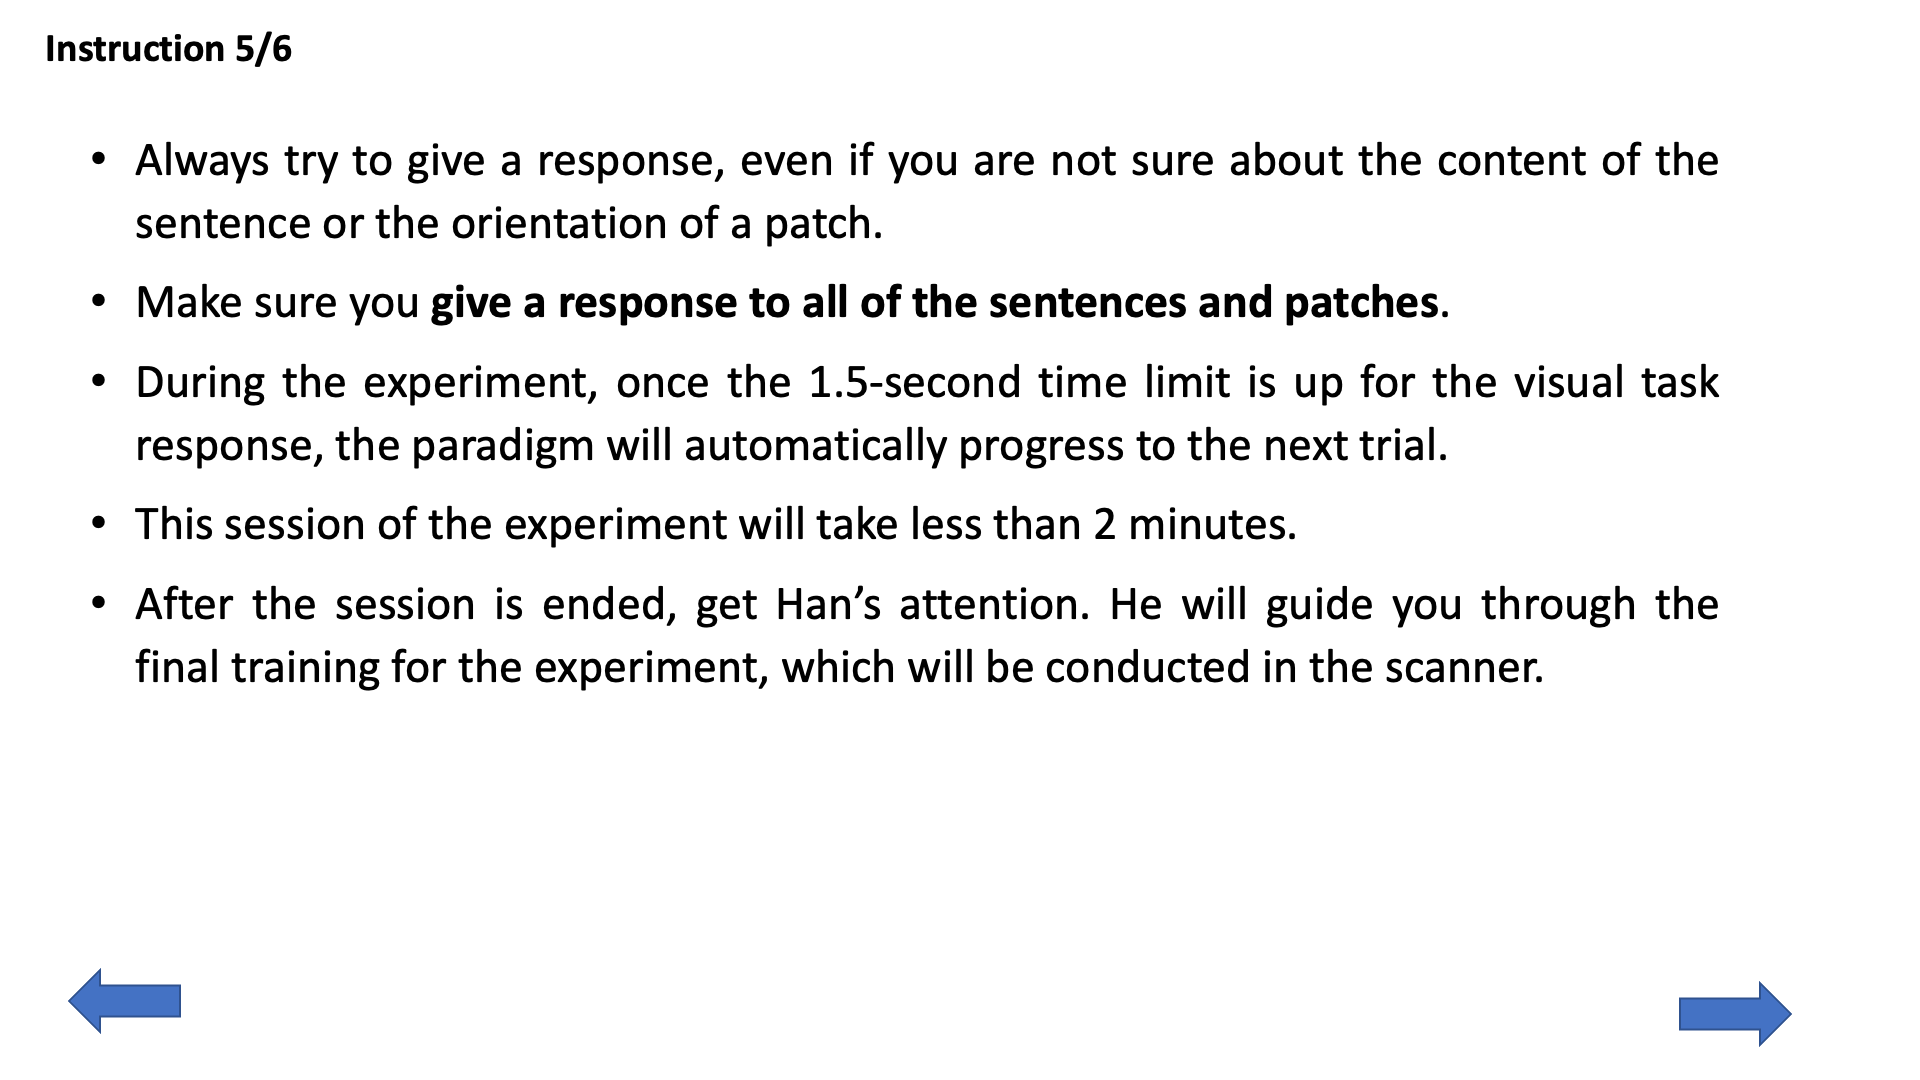 Instruction 5/6
• Always try to give a response, even if you are not sure about the content of the
sentence or the orientation of a patch.
• Make sure you give a response to all of the sentences and patches.
• During the experiment, once the 1.5-second time limit is up for the visual task
response, the paradigm will automatically progress to the next trial.
• This session of the experiment will take less than 2 minutes.
• After the session is ended, get Han’s attention. He will guide you through the
final training for the experiment, which will be conducted in the scanner.